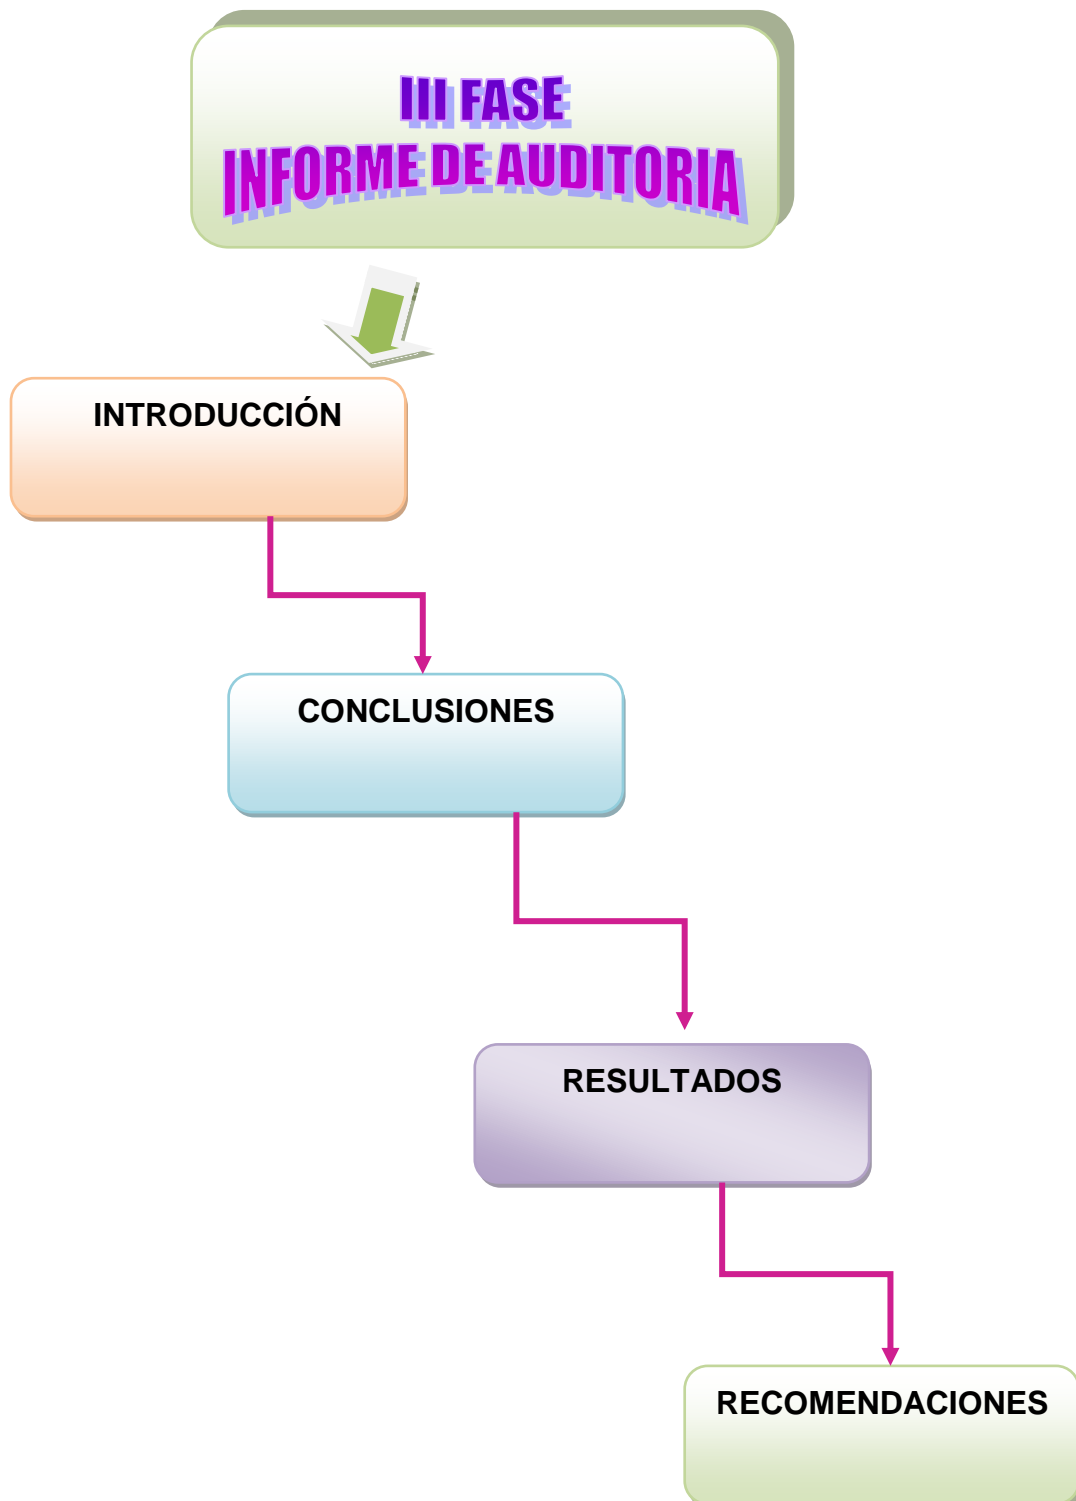 III FASE
INFORME DE AUDITORIA
INTRODUCCIÓN
CONCLUSIONES
RESULTADOS
RECOMENDACIONES